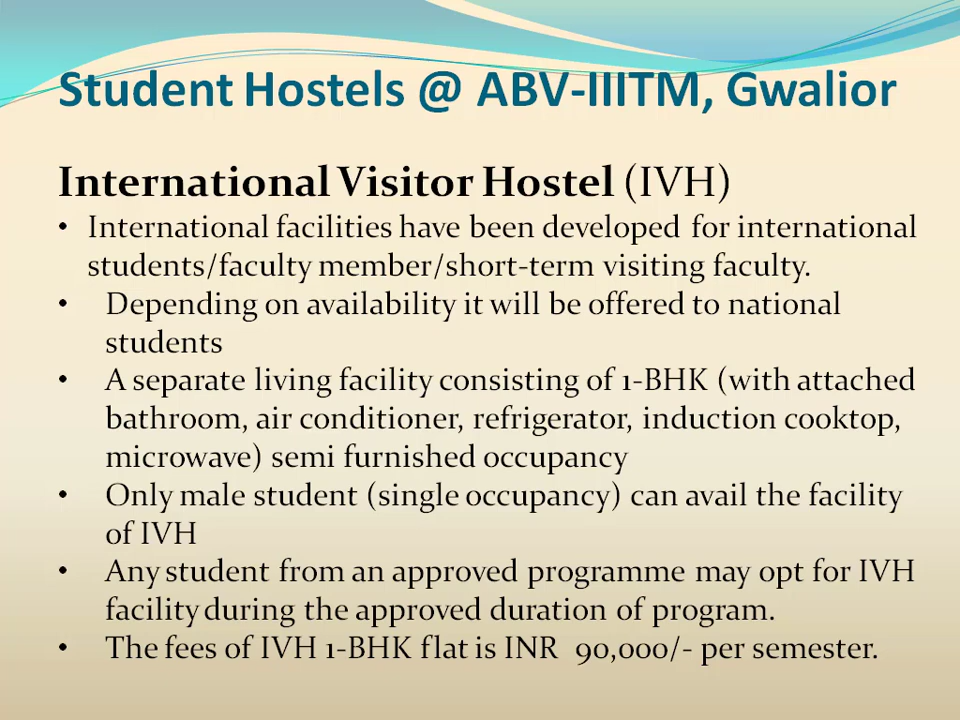 Student Hostels @ ABV-IIITM, Gwalior
International Visitor Hostel (IVH)
• International facilities have been developed for international
students/faculty member/short-term visiting faculty.
• Depending on availability it will be offered to national
students
• A separate living facility consisting of 1-BHK (with attached
bathroom, air conditioner, refrigerator, induction cooktop,
microwave) semi furnished occupancy
• Only male student (single occupancy) can avail the facility
of IVH
• Any student from an approved programme may opt for IVH
facility during the approved duration of program.
• The fees of IVH 1-BHK flat is INR 90,000/- per semester.